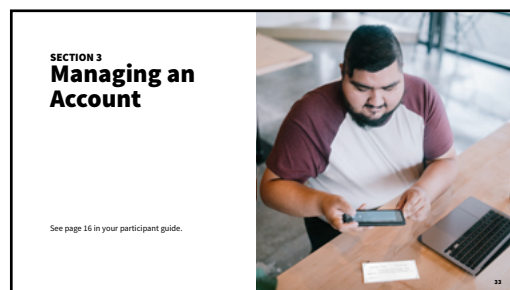 SECTION 3
Managing an
Account
See page 16 in your participant guide.
33